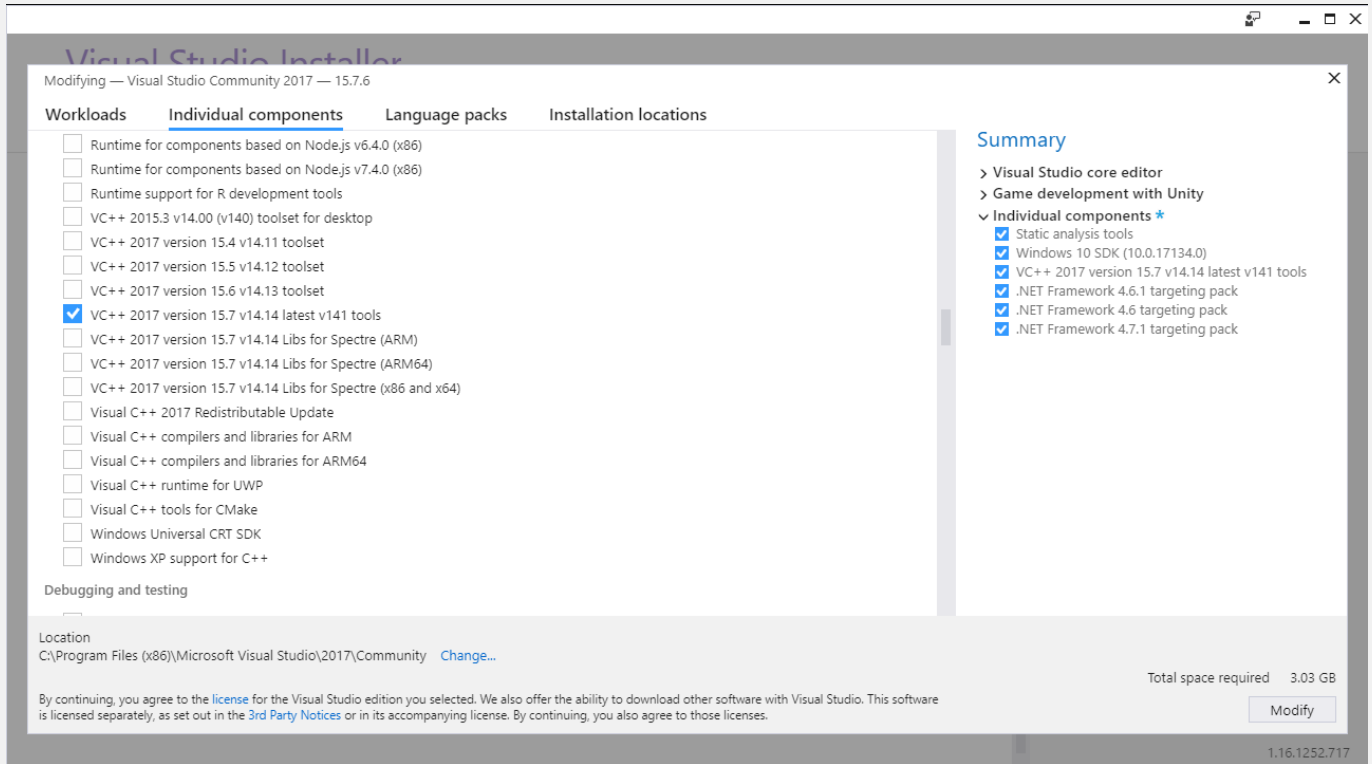 Visual Studio Installer
Modifying — Visual Studio Community 2017 — 15.7.6
Workloads Individual components Language packs Installation locations
Runtime for components based on Node.js v6.4.0 (x86)
Runtime for components based on Node.js v7.4.0 (x86)
Runtime support for R development tools
VC++ 2015.3 v14.00 (v140) toolset for desktop
VC++ 2017 version 15.4 v14.11 toolset
VC++ 2017 version 15.5 v14.12 toolset
VC++ 2017 version 15.6 v14.13 toolset
VC++ 2017 version 15.7 v14.14 latest v141 tools
VC++ 2017 version 15.7 v14.14 Libs for Spectre (ARM)
VC++ 2017 version 15.7 v14.14 Libs for Spectre (ARM64)
VC++ 2017 version 15.7 v14.14 Libs for Spectre (x86 and x64)
Visual C++ 2017 Redistributable Update
Visual C++ compilers and libraries for ARM
Visual C++ compilers and libraries for ARM64
Visual C++ runtime for UWP
Visual C++ tools for CMake
Windows Universal CRT SDK
Windows XP support for C++
Debugging and testing
Summary
Visual Studio core editor
Game development with Unity
Individual components *
Static analysis tools
Windows 10 SDK (10.0.17134.0)
VC++ 2017 version 15.7 v14.14 latest v141 tools
.NET Framework 4.6.1 targeting pack
.NET Framework 4.6 targeting pack
.NET Framework 4.7.1 targeting pack
Location
C:\Program Files (x86)\Microsoft Visual Studio\2017\Community Change...
Total space required 3.03 GB
By continuing, you agree to the license for the Visual Studio edition you selected. We also offer the ability to download other software with Visual Studio. This software
is licensed separately, as set out in the 3rd Party Notices or in its accompanying license. By continuing, you also agree to those licenses.
Modify
1.16.1252.717